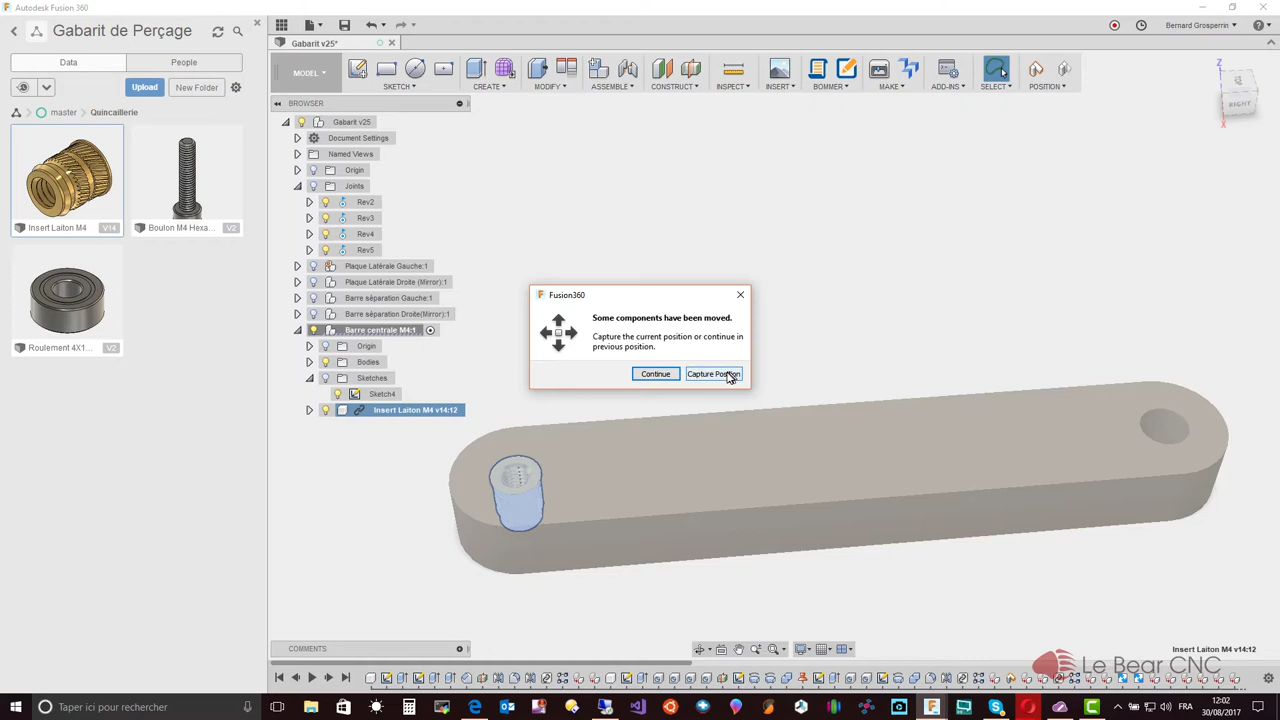 Autodesk Fusion 360
Gabarit de Perçage
Bernard Grosperrin
Gabarit v25*
Data
People
MODEL
SKETCH
CREATE
MODIFY
ASSEMBLE
CONSTRUCT
INSPECT
INSERT
BOMMER
MAKE
ADD-INS
SELECT
POSITION
Upload
New Folder
BROWSER
Z
RIGHT
X
master
Quincaillerie
Gabarit v25
Document Settings
Named Views
Origin
Joints
Rev2
Rev3
Rev4
Rev5
Insert Laiton M4
V14
Boulon M4 Hexa...
V2
Roulement 4X1...
V2
Plaque Latérale Gauche:1
Plaque Latérale Droite (Mirror):1
Barre séparation Gauche:1
Barre séparation Droite(Mirror):1
Barre centrale M4:1
Origin
Bodies
Sketches
Sketch4
Insert Laiton M4 v14:12
Fusion360
Some components have been moved.
Capture the current position or continue in
previous position.
Continue
Capture Position
COMMENTS
Insert Laiton M4 v14:12
Le Bear CNC
Taper ici pour rechercher
FRA
12:02
30/08/2017